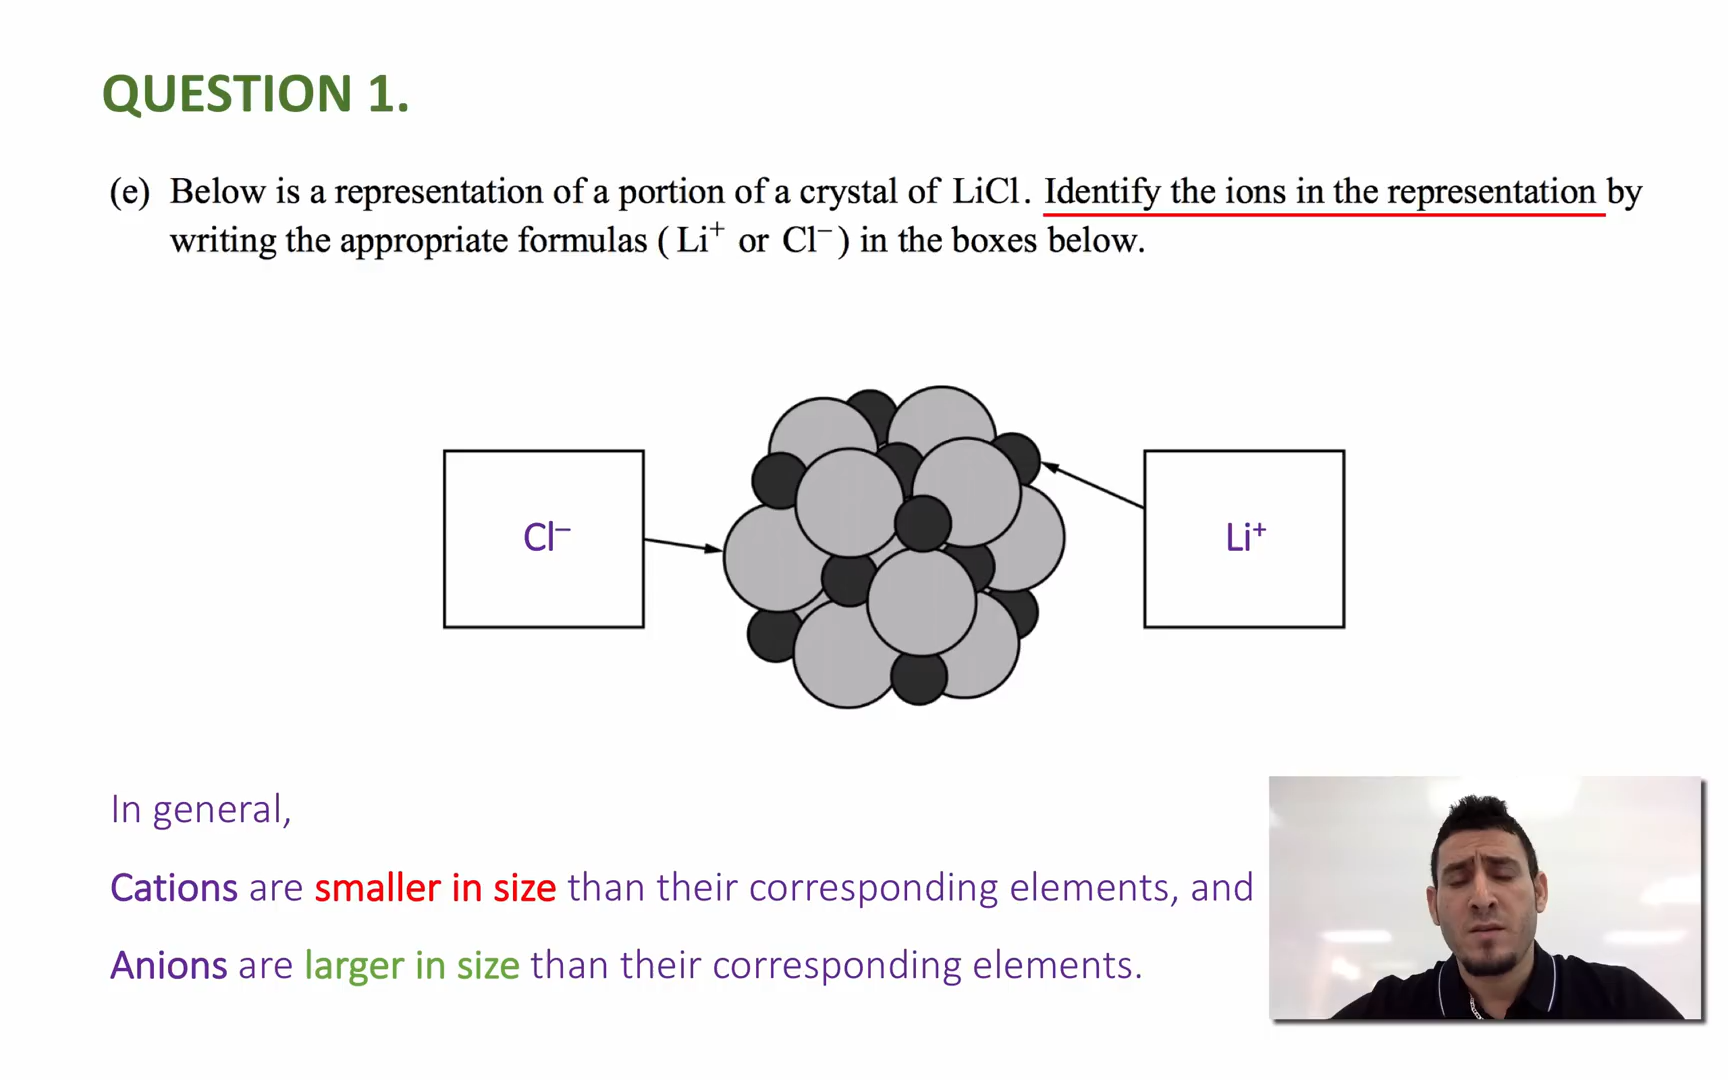 QUESTION 1.
(e) Below is a representation of a portion of a crystal of LiCl. Identify the ions in the representation by
writing the appropriate formulas ( Li⁺ or Cl⁻ ) in the boxes below.
Cl⁻
Li⁺
In general,
Cations are smaller in size than their corresponding elements, and
Anions are larger in size than their corresponding elements.